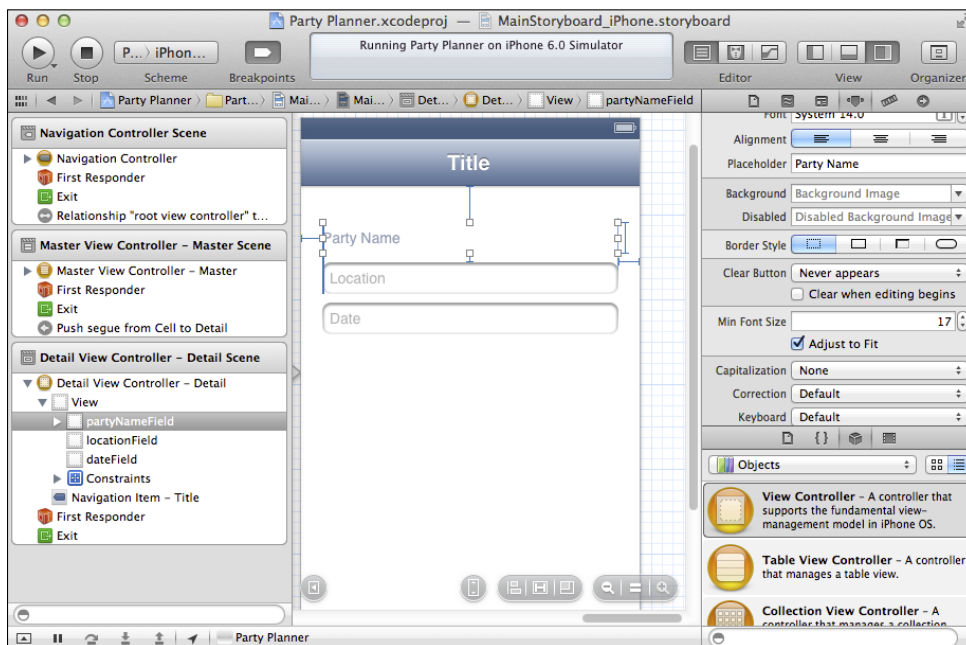 Party Planner.xcodeproj — MainStoryboard_iPhone.storyboard
Running Party Planner on iPhone 6.0 Simulator
P... iPhon...
Run Stop Scheme Breakpoints Editor View Organizer
Party Planner Part... Mai... Mai... Det... Det... View partyNameField
Navigation Controller Scene
Navigation Controller
First Responder
Exit
Relationship "root view controller" t...
Master View Controller – Master Scene
Master View Controller – Master
First Responder
Exit
Push segue from Cell to Detail
Detail View Controller – Detail Scene
Detail View Controller – Detail
View
partyNameField
locationField
dateField
Constraints
Navigation Item – Title
First Responder
Exit
Title
Party Name
Location
Date
Font System 14.0
Alignment
Placeholder Party Name
Background Background Image
Disabled Disabled Background Image
Border Style
Clear Button Never appears
Clear when editing begins
Min Font Size 17
Adjust to Fit
Capitalization None
Correction Default
Keyboard Default
Objects
View Controller – A controller that
supports the fundamental view-
management model in iPhone OS.
Table View Controller – A controller
that manages a table view.
Collection View Controller – A
controller that manages a collection
Party Planner